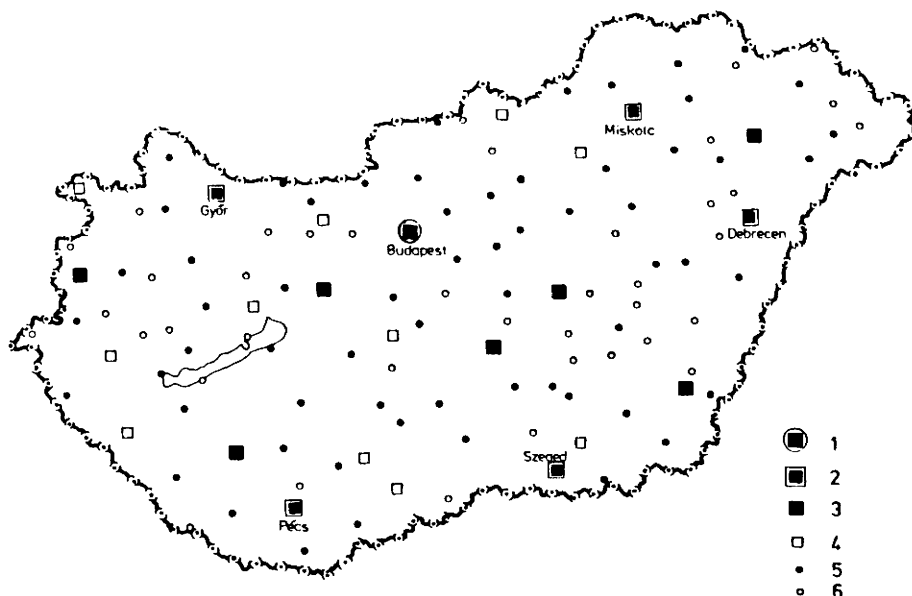 Miskolc
Győr
Budapest
Debrecen
Szeged
Pécs
1
2
3
4
5
6